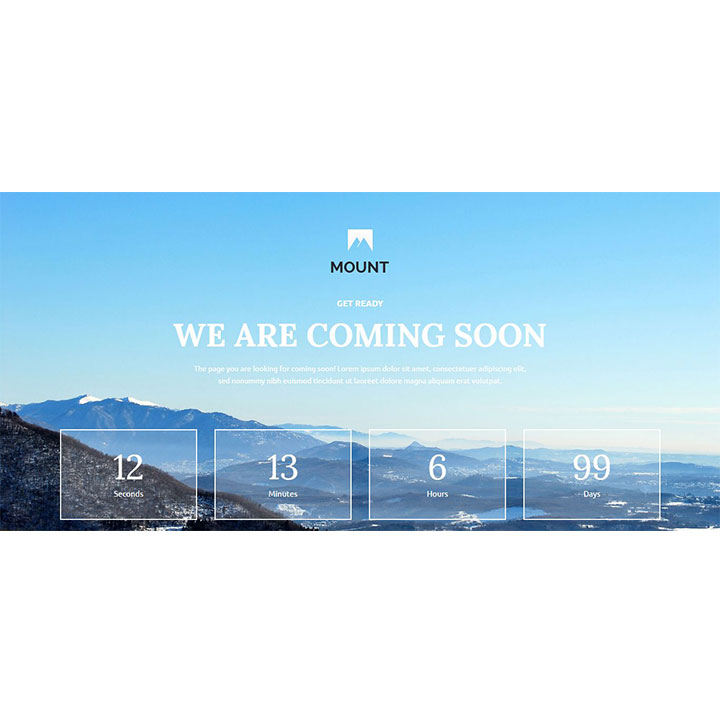 MOUNT
GET READY
WE ARE COMING SOON
The page you are looking for coming soon! Lorem ipsum dolor sit amet, consectetuer adipiscing elit,
sed nonummy nibh euismod tincidunt ut laoreet dolore magna aliquam erat volutpat.
12 13 6 99
Seconds Minutes Hours Days